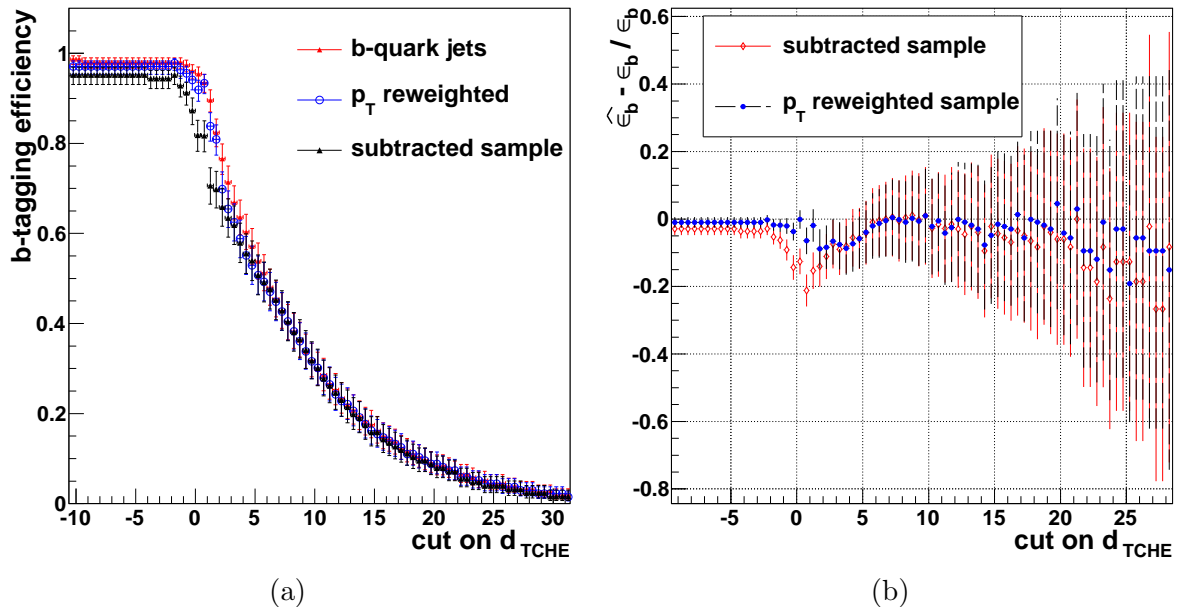 b-tagging efficiency
1
0.8
0.6
0.4
0.2
0
b-quark jets
p_T reweighted
subtracted sample
-10 -5 0 5 10 15 20 25 30
cut on d_TCHE
(a)
ϵ̂_b - ϵ_b / ϵ_b
0.6
0.4
0.2
0
-0.2
-0.4
-0.6
-0.8
subtracted sample
p_T reweighted sample
-5 0 5 10 15 20 25
cut on d_TCHE
(b)